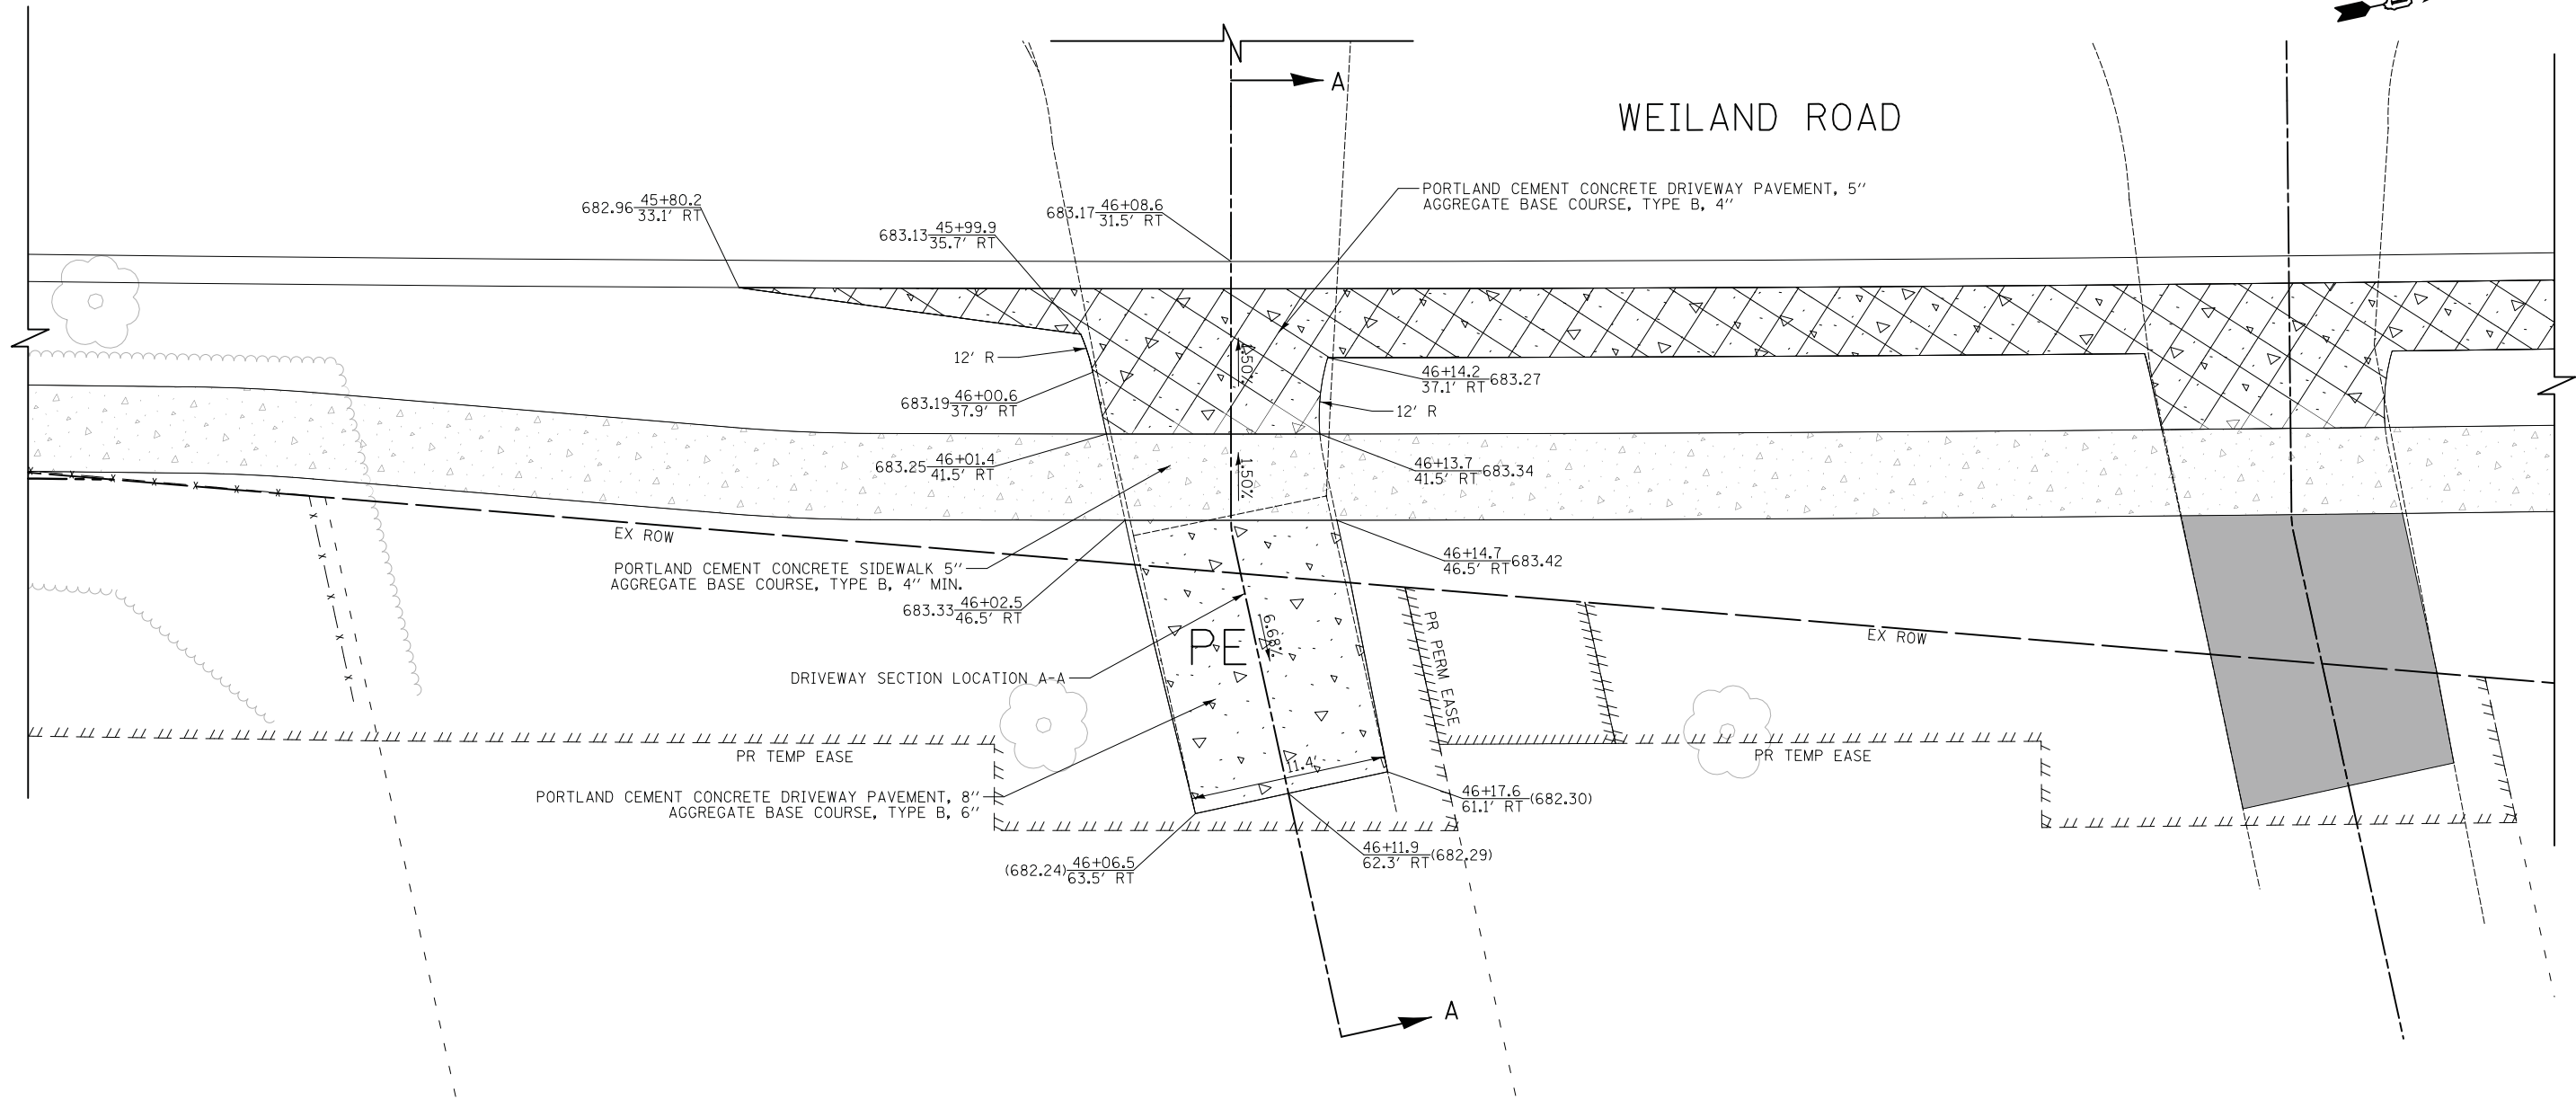 A
WEILAND ROAD
682.96 45+80.2
33.1' RT
683.13 45+99.9
35.7' RT
683.17 46+08.6
31.5' RT
PORTLAND CEMENT CONCRETE DRIVEWAY PAVEMENT, 5"
AGGREGATE BASE COURSE, TYPE B, 4"
12' R
1.50%
46+14.2 683.27
37.1' RT
683.19 46+00.6
37.9' RT
12' R
683.25 46+01.4
41.5' RT
1.50%
46+13.7 683.34
41.5' RT
EX ROW
46+14.7 683.42
46.5' RT
PORTLAND CEMENT CONCRETE SIDEWALK 5"
AGGREGATE BASE COURSE, TYPE B, 4" MIN.
683.33 46+02.5
46.5' RT
PE
6.68%
PR PERM EASE
EX ROW
DRIVEWAY SECTION LOCATION A-A
PR TEMP EASE
11.4'
PR TEMP EASE
PORTLAND CEMENT CONCRETE DRIVEWAY PAVEMENT, 8"
AGGREGATE BASE COURSE, TYPE B, 6"
46+17.6 (682.30)
61.1' RT
46+11.9 (682.29)
62.3' RT
(682.24) 46+06.5
63.5' RT
A